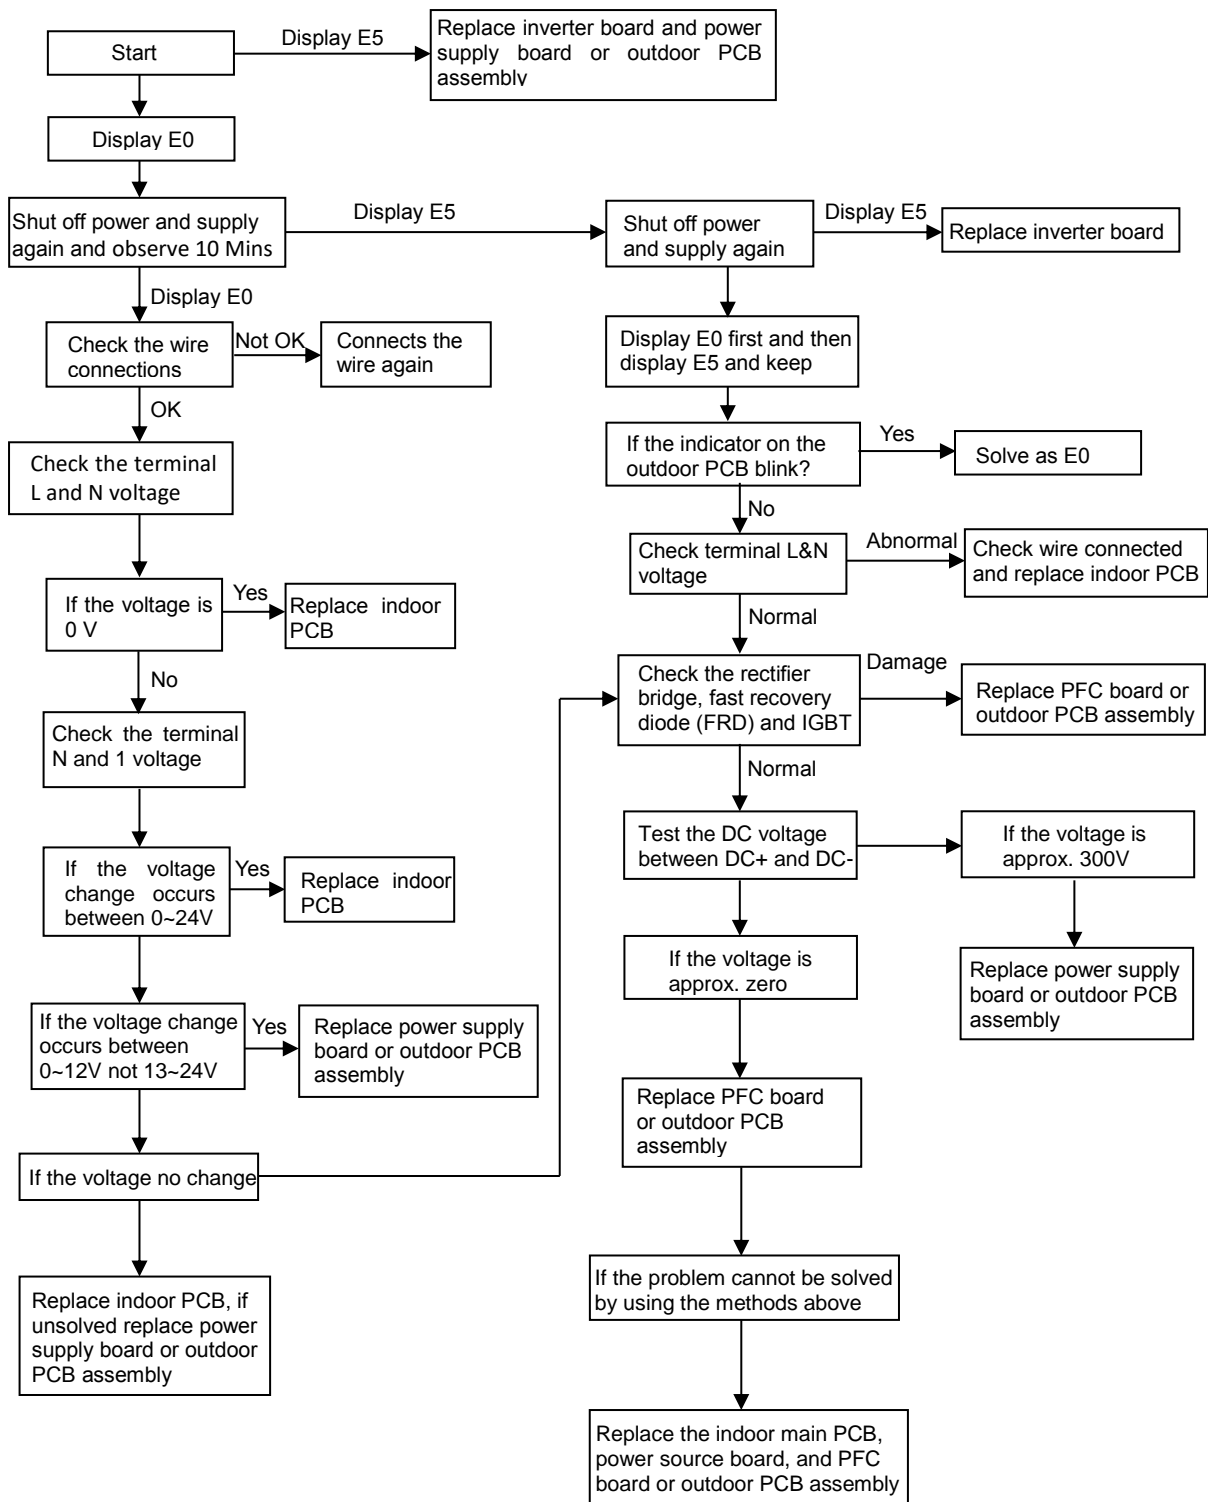 Start
Display E5
Replace inverter board and power
supply board or outdoor PCB
assembly
Display E0
Shut off power and supply
again and observe 10 Mins
Display E5
Shut off power
and supply again
Display E5
Replace inverter board
Display E0
Check the wire
connections
Not OK
Connects the
wire again
OK
Check the terminal
L and N voltage
If the voltage is
0 V
Yes
Replace indoor
PCB
No
Check the terminal
N and 1 voltage
If the voltage
change occurs
between 0~24V
Yes
Replace indoor
PCB
If the voltage change
occurs between
0~12V not 13~24V
Yes
Replace power supply
board or outdoor PCB
assembly
If the voltage no change
Replace indoor PCB, if
unsolved replace power
supply board or outdoor
PCB assembly
Display E0 first and then
display E5 and keep
If the indicator on the
outdoor PCB blink?
Yes
Solve as E0
No
Check terminal L&N
voltage
Abnormal
Check wire connected
and replace indoor PCB
Normal
Check the rectifier
bridge, fast recovery
diode (FRD) and IGBT
Damage
Replace PFC board or
outdoor PCB assembly
Normal
Test the DC voltage
between DC+ and DC-
If the voltage is
approx. 300V
Replace power supply
board or outdoor PCB
assembly
If the voltage is
approx. zero
Replace PFC board
or outdoor PCB
assembly
If the problem cannot be solved
by using the methods above
Replace the indoor main PCB,
power source board, and PFC
board or outdoor PCB assembly